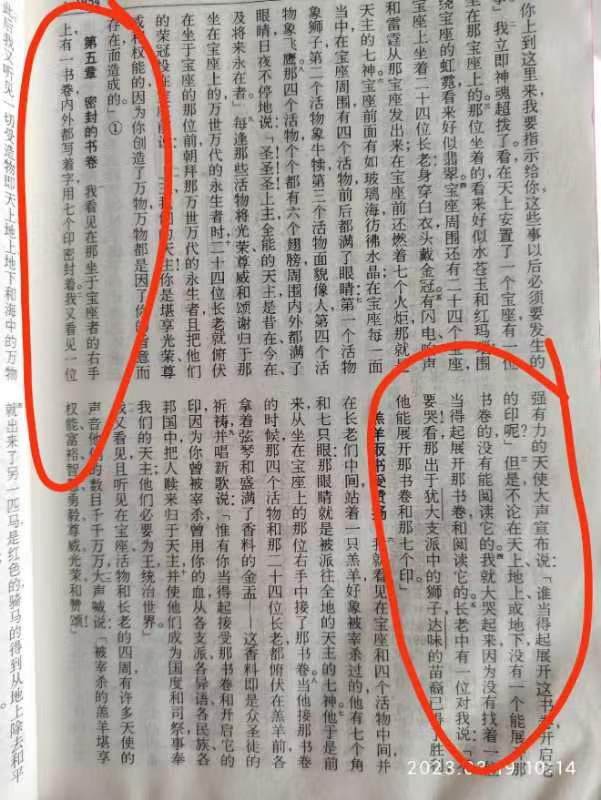 1954
你上到这里来我要指示给你这些事以后必须要发生的
事」我立即神魂超拔了看在天上安置了一个宝座有一位
坐在那宝座上的那位坐着的看来好似水苍玉和红玛瑙围
绕宝座的虹霓看来好似翡翠宝座周围还有二十四个宝座,
宝座上坐着二十四位长老身穿白衣头戴金冠有闪电响声
和雷霆从那宝座发出来在宝座前还燃着七个火炬那就是
天主的七神宝座前面有如玻璃海彷彿水晶在宝座每一面
当中在宝座周围有四个活物前后都满了眼睛第一个活物
象狮子第二个活物象牛犊第三个活物面貌像人第四个活
物象飞鹰那四个活物个个都有六个翅膀周围内外都满了
眼睛日夜不停地说:「圣!圣!圣!上主全能的天主是昔在今在
及将来永在者」每逢那些活物将光荣尊威和颂谢归于那
坐在宝座上的万世万代的永生者时二十四位长老就俯伏
在坐于宝座的那位前朝拜那万世万代的永生者且把他们
的荣冠投在 我们的天主!你是堪享光荣尊
威和权能的因为你创造了万物万物都是因了你的旨意而
存在而造成的。」①
第五章 密封的书卷 我看见在那坐于宝座者的右手
上有一书卷内外都写着字用七个印密封着我又看见一位
强有力的天使大声宣布说:「谁当得起展开这书卷开启它
的印呢?」但是不论在天上地上或地下没有一个能展开那
书卷的没有能阅读它的我就大哭起来因为没有找着一位
当得起展开那书卷和阅读它的长老中有一位对我说:「不
要哭!看那出于犹大支派中的狮子达味的苗裔已得了胜
他能展开那书卷和那七个印」
羔羊取书受赞扬 我就看见在宝座和四个活物中间并
在长老们中间站着一只羔羊好象被宰杀过的他有七个角
和七只眼那眼睛就是被派往全地的天主的七神他于是前
来从坐在宝座上的那位右手中接了那书卷当他接那书卷
的时候那四个活物和那二十四位长老都俯伏在羔羊前各
拿着弦琴和盛满了香料的金盂——这香料即是众圣徒的
祈祷并唱新歌说:「惟有你当得起接受那书卷和开启它的
印因为你曾被宰杀曾用你的血从各支派各异语各民族各
邦国中把人赎来归于天主并使他们成为国度和司祭事奉
我们的天主他们必要为王统治世界。」
我又看见且听见在宝座活物和长老的四周有许多天使的
声音他们的数目千千万万大声喊说:「被宰杀的羔羊堪享
权能富裕智慧勇毅尊威光荣和赞颂!」
此后我又听见一切受造物即天上地上地下和海中的万物
就出来了另一匹马是红色的骑马的得到从地上除去和平
2023 03 19 10:14